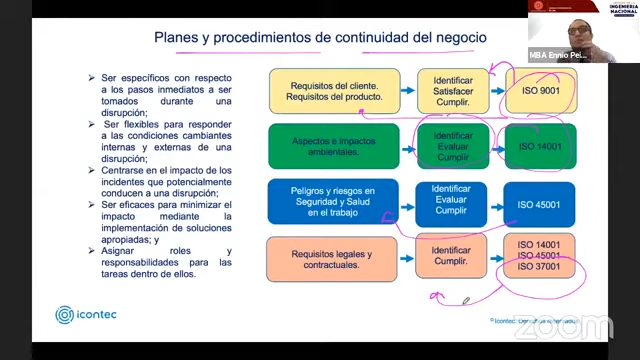 INGENIERÍA
NACIONAL
MBA Ennio Pei
Planes y procedimientos de continuidad del negocio
Ser específicos con respecto
a los pasos inmediatos a ser
tomados durante una
disrupción;
Ser flexibles para responder
a las condiciones cambiantes
internas y externas de una
disrupción;
Centrarse en el impacto de los
incidentes que potencialmente
conducen a una disrupción;
Ser eficaces para minimizar el
impacto mediante la
implementación de soluciones
apropiadas; y
Asignar roles y
responsabilidades para las
tareas dentro de ellos.
Requisitos del cliente.
Requisitos del producto.
Identificar
Satisfacer
Cumplir.
ISO 9001
Aspectos e impactos
ambientales.
Identificar
Evaluar
Cumplir
ISO 14001
Peligros y riesgos en
Seguridad y Salud
en el trabajo
Identificar
Evaluar
Cumplir
ISO 45001
Requisitos legales y
contractuales.
Identificar
Cumplir.
ISO 14001
ISO 45001
ISO 37001
icontec
© Icontec. Derechos reservados
zoom